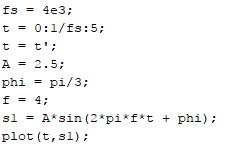 fs = 4e3;
t = 0:1/fs:5;
t = t';
A = 2.5;
phi = pi/3;
f = 4;
s1 = A*sin(2*pi*f*t + phi);
plot(t,s1);